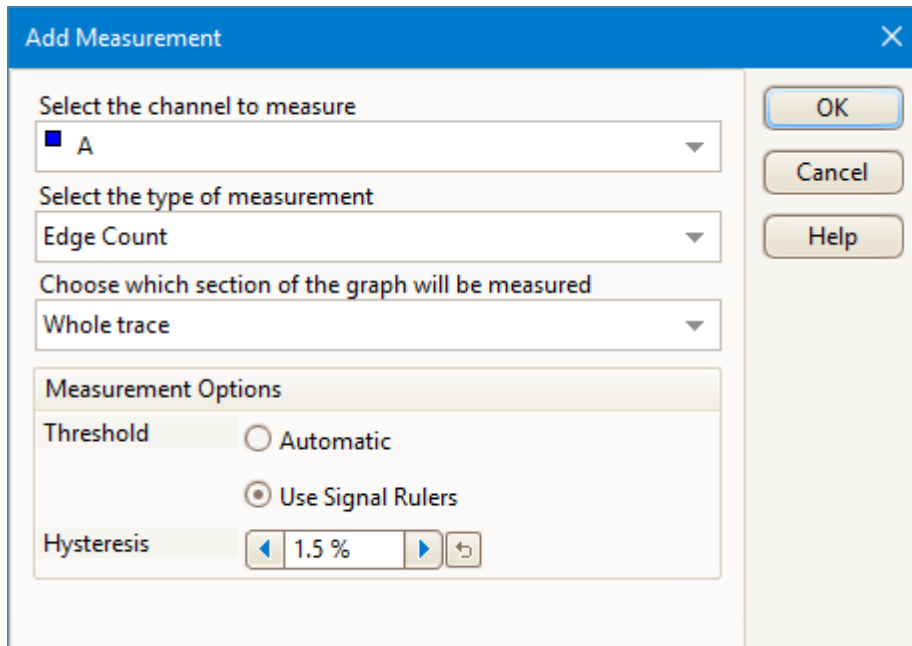 Add Measurement
Select the channel to measure
A
Select the type of measurement
Edge Count
Choose which section of the graph will be measured
Whole trace
Measurement Options
Threshold
Automatic
Use Signal Rulers
Hysteresis
1.5 %
OK
Cancel
Help